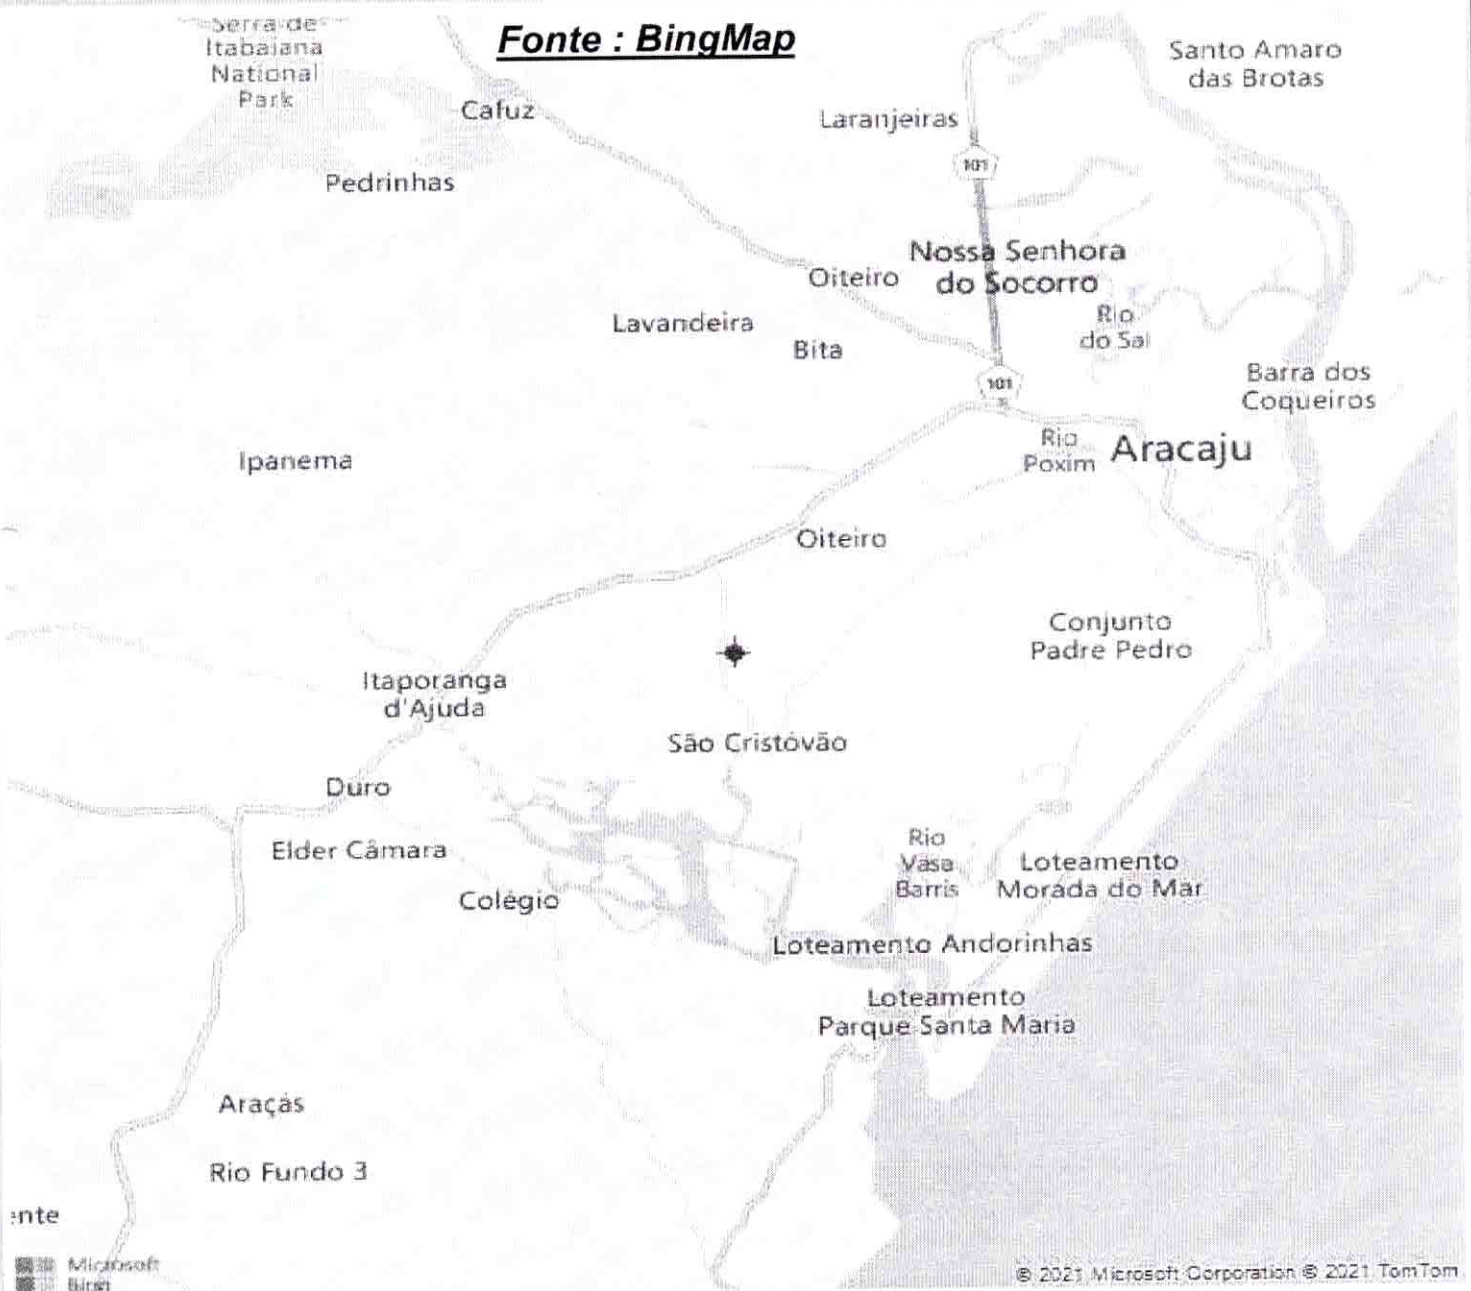 Serra de
Itabaiana
National
Park
Fonte : BingMap
Santo Amaro
das Brotas
Cafuz
Laranjeiras
101
Pedrinhas
Nossa Senhora
do Socorro
Oiteiro
Rio
do Sal
Lavandeira
Bita
101
Barra dos
Coqueiros
Rio
Poxim
Aracaju
Ipanema
Oiteiro
Conjunto
Padre Pedro
Itaporanga
d'Ajuda
São Cristóvão
Duro
Elder Câmara
Rio
Vasa
Barris
Loteamento
Morada do Mar
Colégio
Loteamento Andorinhas
Loteamento
Parque Santa Maria
Araçás
Rio Fundo 3
ente
Microsoft
Bing
© 2021 Microsoft Corporation © 2021 TomTom